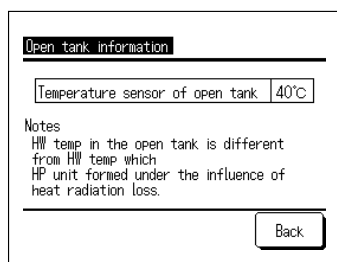 Open tank information
Temperature sensor of open tank 40°C
Notes
HW temp in the open tank is different
from HW temp which
HP unit formed under the influence of
heat radiation loss.
Back